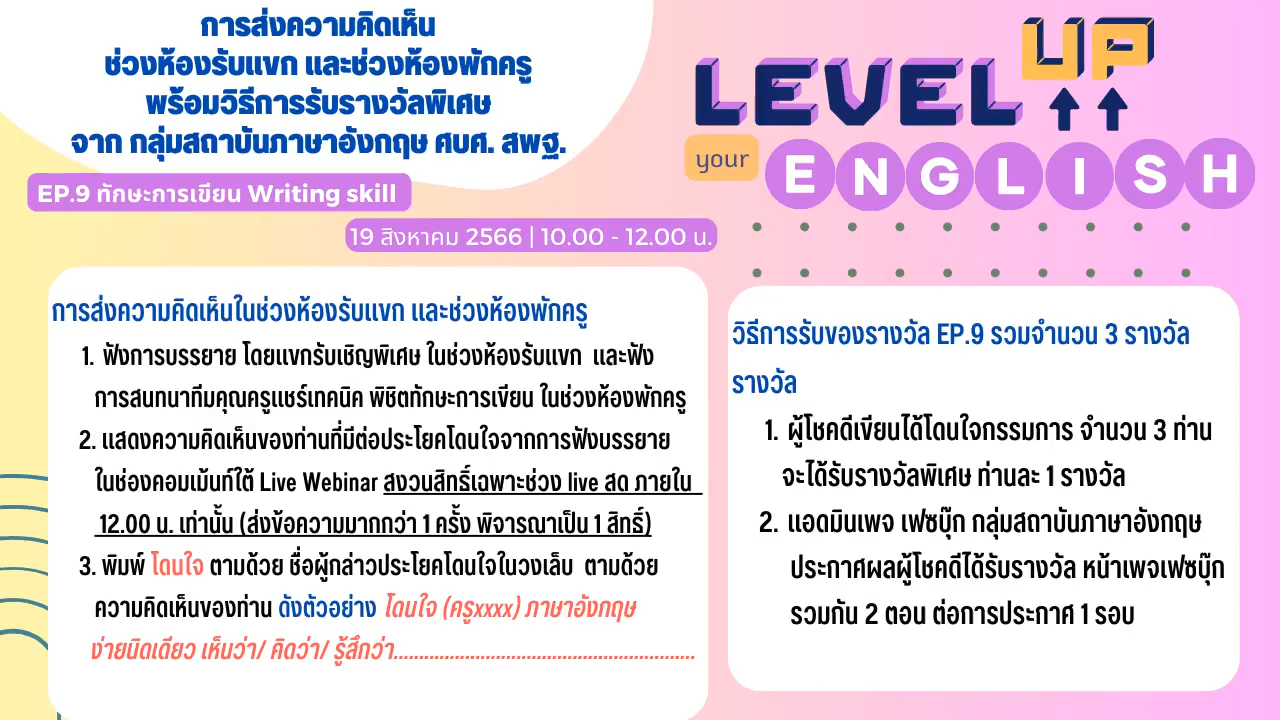 การส่งความคิดเห็น
ช่วงห้องรับแขก และช่วงห้องพักครู
พร้อมวิธีการรับรางวัลพิเศษ
จาก กลุ่มสถาบันภาษาอังกฤษ ศบศ. สพฐ.
EP.9 ทักษะการเขียน Writing skill
19 สิงหาคม 2566 | 10.00 - 12.00 น.
LEVEL UP
your ENGLISH
การส่งความคิดเห็นในช่วงห้องรับแขก และช่วงห้องพักครู
1. ฟังการบรรยาย โดยแขกรับเชิญพิเศษ ในช่วงห้องรับแขก และฟัง
การสนทนาทีมคุณครูแชร์เทคนิค พิชิตทักษะการเขียน ในช่วงห้องพักครู
2. แสดงความคิดเห็นของท่านที่มีต่อประโยคโดนใจจากการฟังบรรยาย
ในช่องคอมเม้นท์ใต้ Live Webinar สงวนสิทธิ์เฉพาะช่วง live สด ภายใน
12.00 น. เท่านั้น (ส่งข้อความมากกว่า 1 ครั้ง พิจารณาเป็น 1 สิทธิ์)
3. พิมพ์ โดนใจ ตามด้วย ชื่อผู้กล่าวประโยคโดนใจในวงเล็บ ตามด้วย
ความคิดเห็นของท่าน ดังตัวอย่าง โดนใจ (ครูxxxx) ภาษาอังกฤษ
ง่ายนิดเดียว เห็นว่า/ คิดว่า/ รู้สึกว่า............................................................
วิธีการรับของรางวัล EP.9 รวมจำนวน 3 รางวัล
รางวัล
1. ผู้โชคดีเขียนได้โดนใจกรรมการ จำนวน 3 ท่าน
จะได้รับรางวัลพิเศษ ท่านละ 1 รางวัล
2. แอดมินเพจ เฟซบุ๊ก กลุ่มสถาบันภาษาอังกฤษ
ประกาศผลผู้โชคดีได้รับรางวัล หน้าเพจเฟซบุ๊ก
รวมกัน 2 ตอน ต่อการประกาศ 1 รอบ